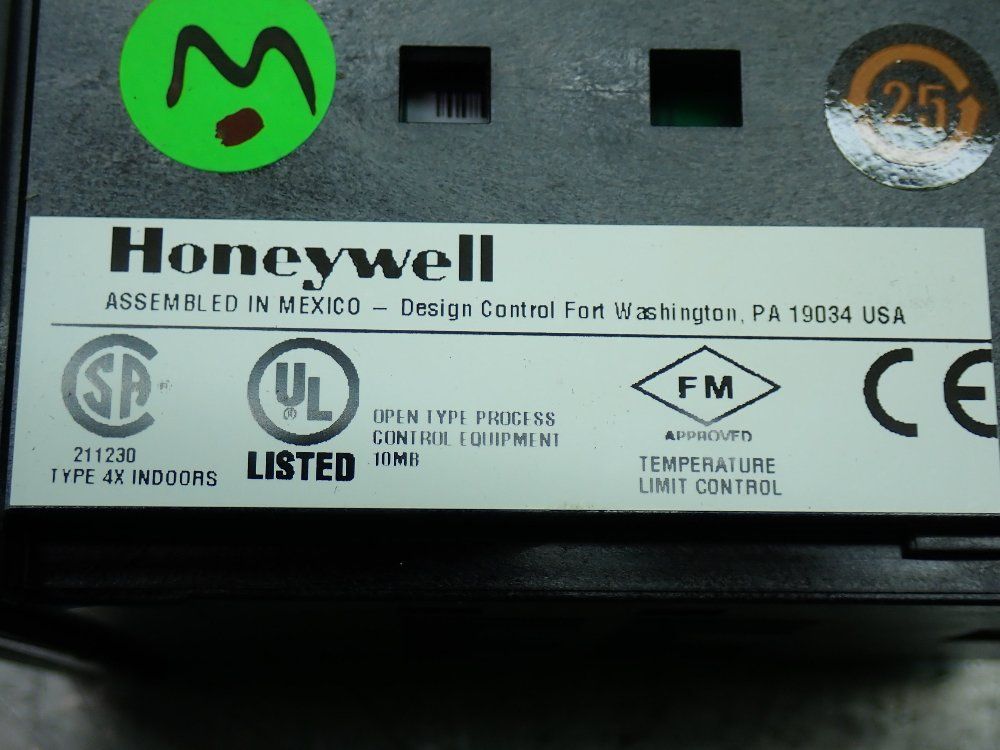 M
25
Honeywell
ASSEMBLED IN MEXICO — Design Control Fort Washington, PA 19034 USA
SA
®
211230
TYPE 4X INDOORS
UL
®
LISTED
OPEN TYPE PROCESS
CONTROL EQUIPMENT
10MB
FM
APPROVED
TEMPERATURE
LIMIT CONTROL
CE